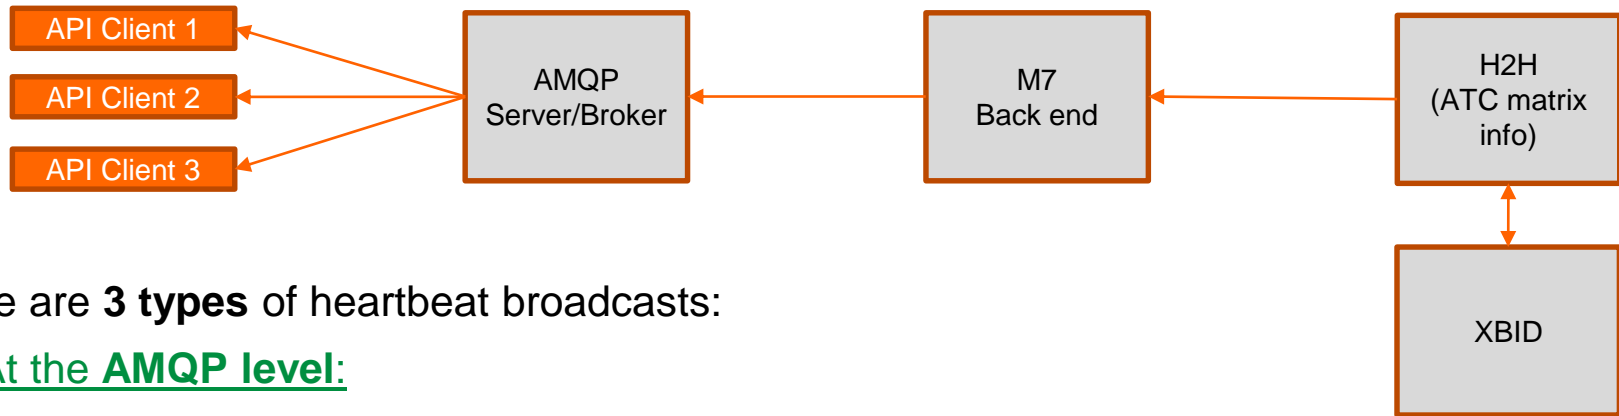 API Client 1
API Client 2
API Client 3
AMQP
Server/Broker
M7
Back end
H2H
(ATC matrix
info)
XBID
e are 3 types of heartbeat broadcasts:
At the AMQP level: